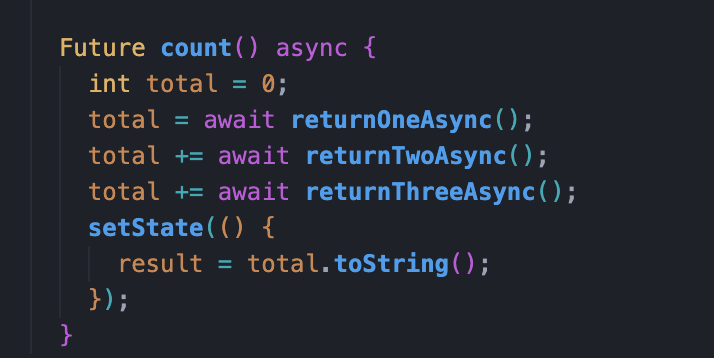 Future count() async {
  int total = 0;
  total = await returnOneAsync();
  total += await returnTwoAsync();
  total += await returnThreeAsync();
  setState(() {
    result = total.toString();
  });
}